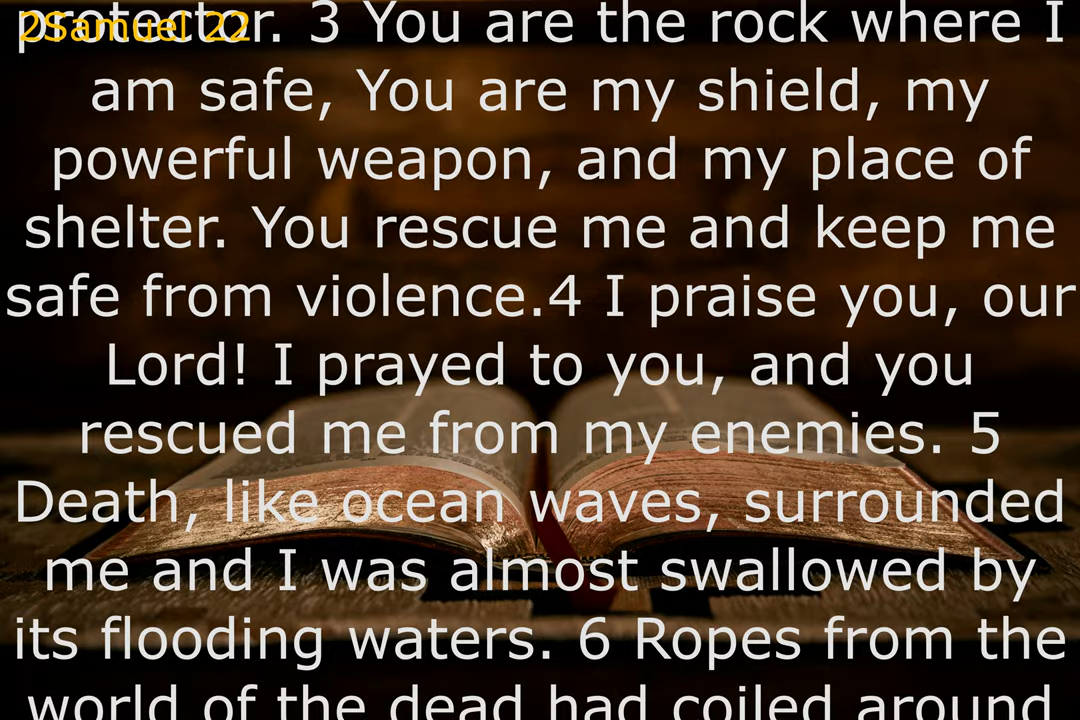 2Samuel 22
protector. 3 You are the rock where I
am safe, You are my shield, my
powerful weapon, and my place of
shelter. You rescue me and keep me
safe from violence.4 I praise you, our
Lord! I prayed to you, and you
rescued me from my enemies. 5
Death, like ocean waves, surrounded
me and I was almost swallowed by
its flooding waters. 6 Ropes from the
world of the dead had coiled around